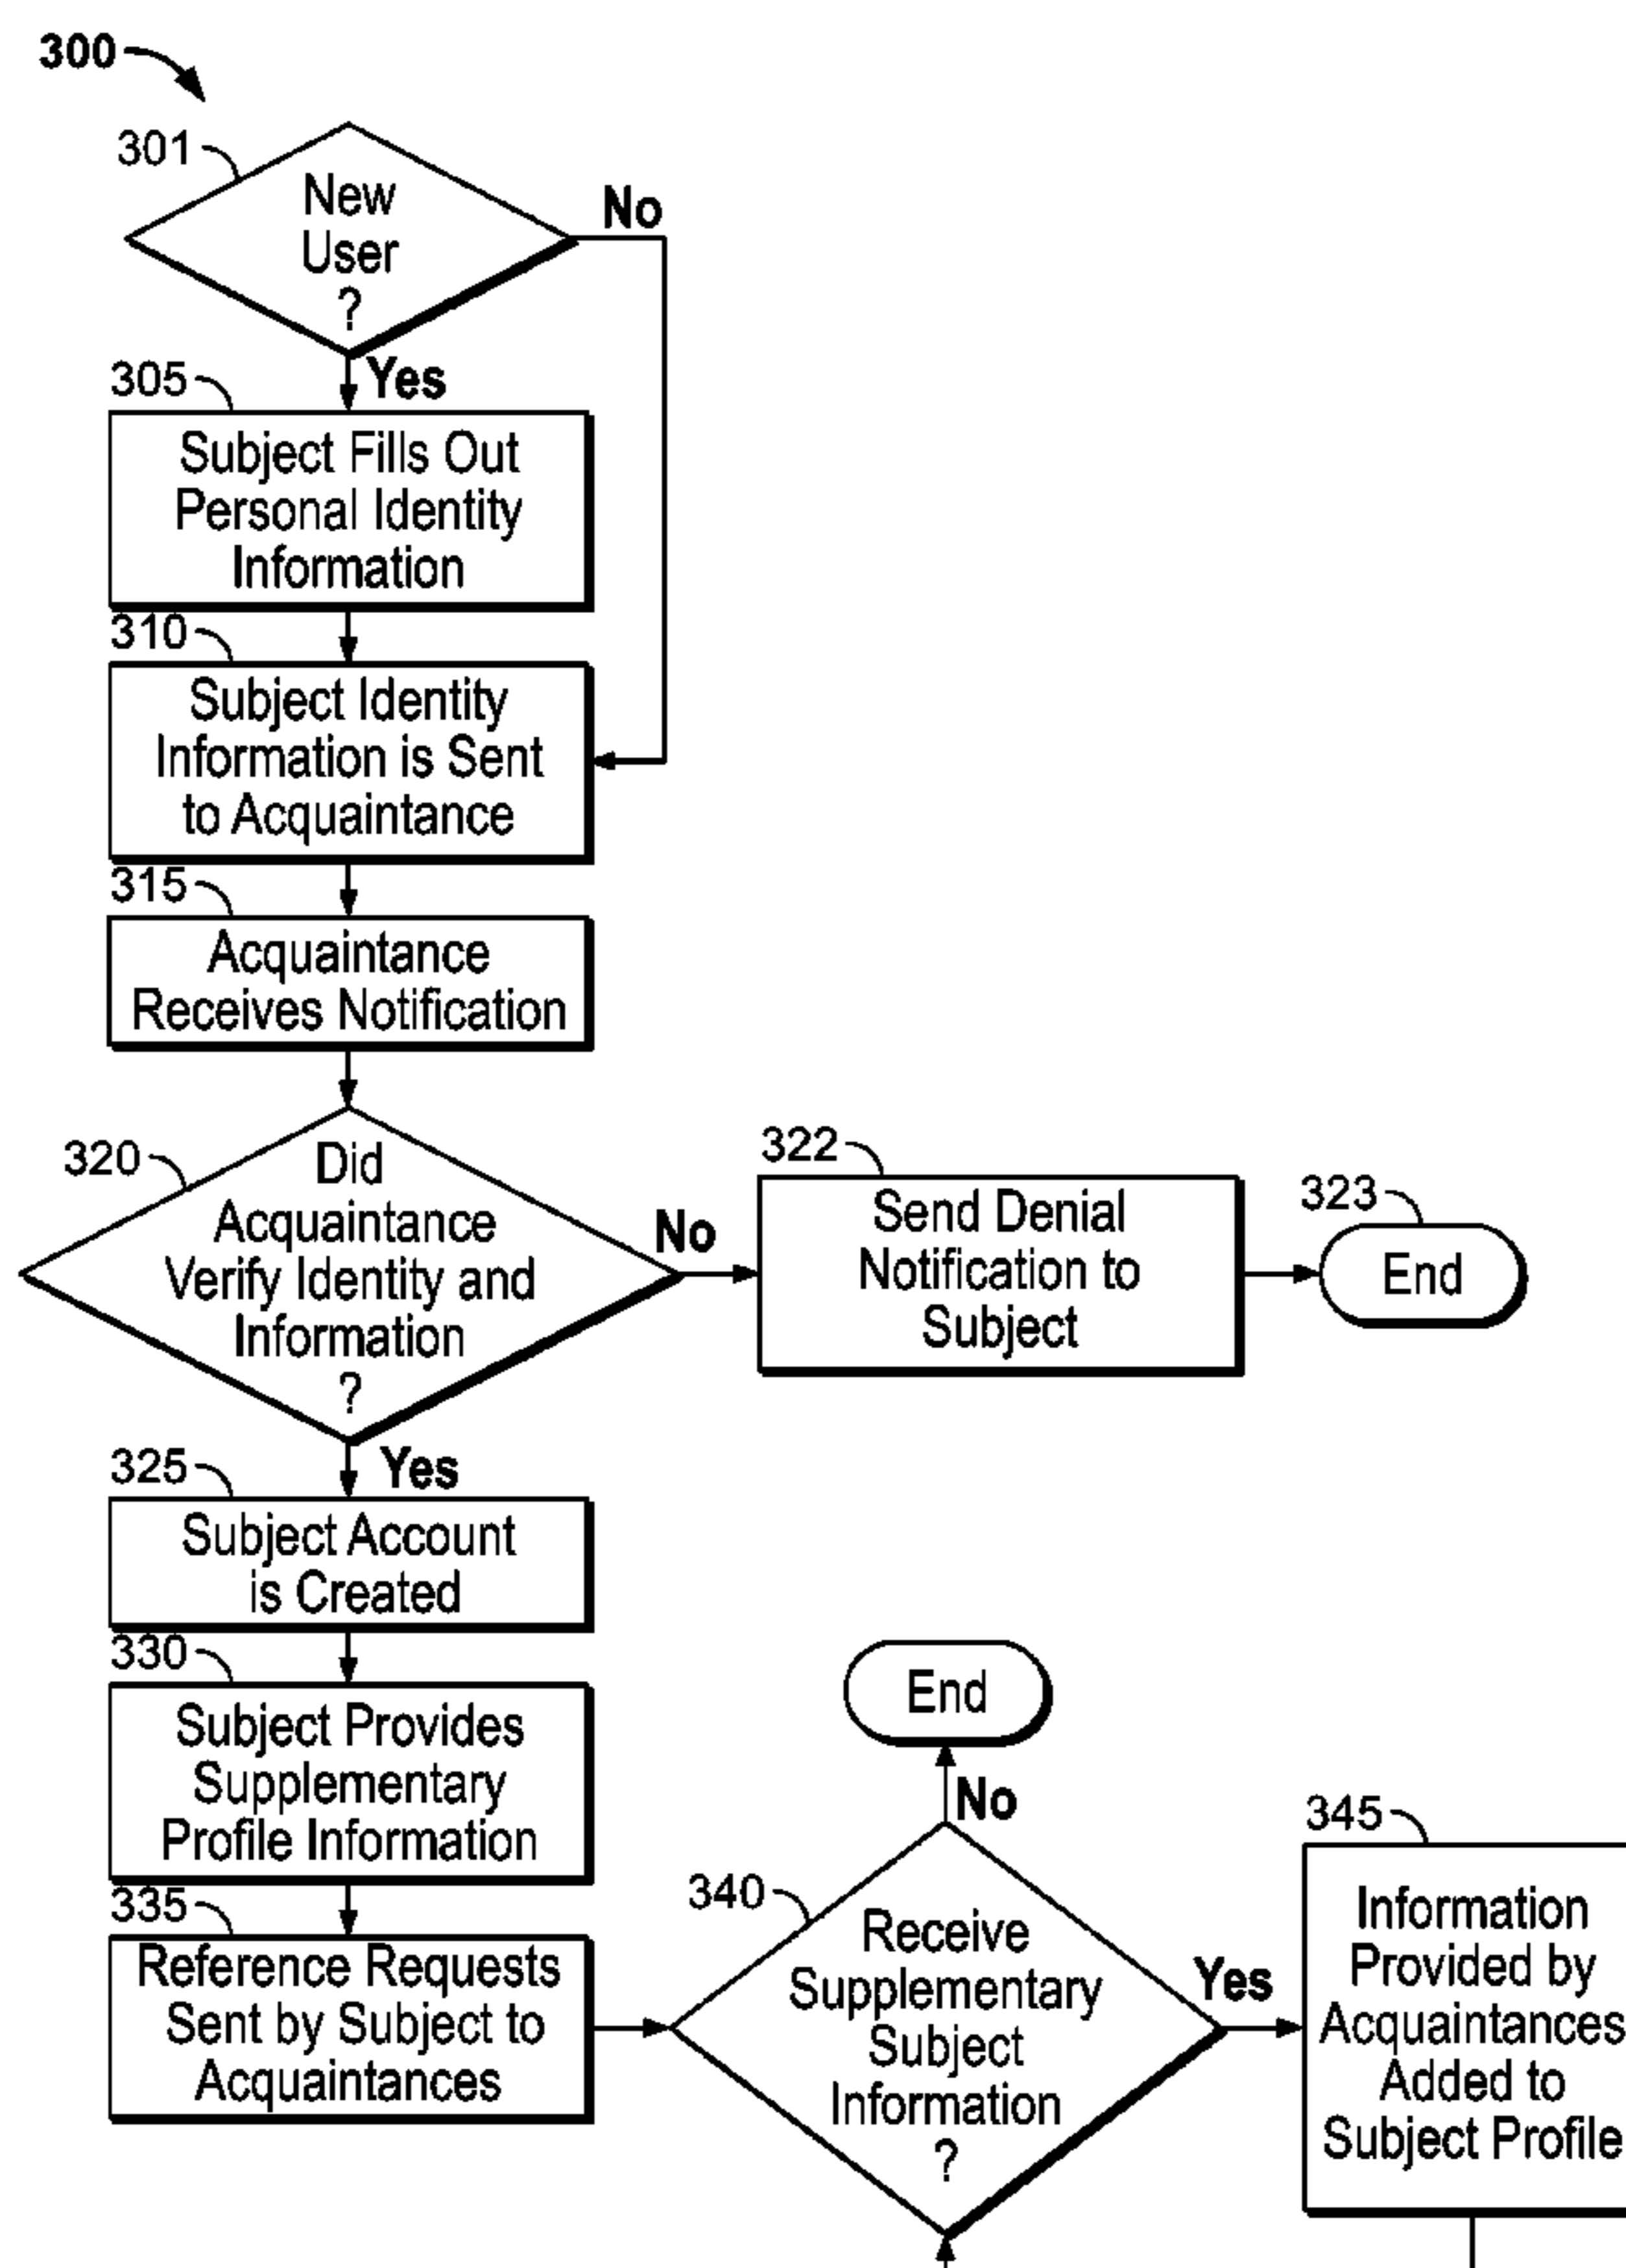 300
301
New
User
?
No
Yes
305
Subject Fills Out
Personal Identity
Information
310
Subject Identity
Information is Sent
to Acquaintance
315
Acquaintance
Receives Notification
320
Did
Acquaintance
Verify Identity and
Information
?
No
322
Send Denial
Notification to
Subject
323
End
Yes
325
Subject Account
is Created
330
Subject Provides
Supplementary
Profile Information
335
Reference Requests
Sent by Subject to
Acquaintances
End
No
340
Receive
Supplementary
Subject
Information
?
Yes
345
Information
Provided by
Acquaintances
Added to
Subject Profile